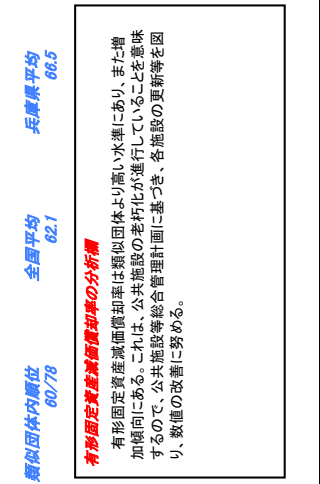 類似団体内順位
60/78
全国平均
62.1
兵庫県平均
66.5
有形固定資産減価償却率の分析欄
有形固定資産減価償却率は類似団体より高い水準にあり、また増
加傾向にある。これは、公共施設の老朽化が進行していることを意味
するので、公共施設等総合管理計画に基づき、各施設の更新等を図
り、数値の改善に努める。